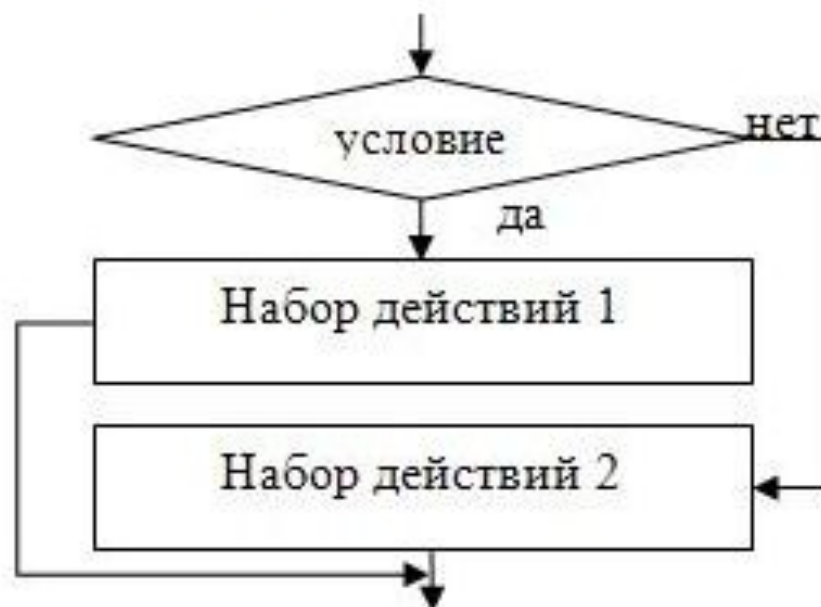 условие
нет
да
Набор действий 1
Набор действий 2